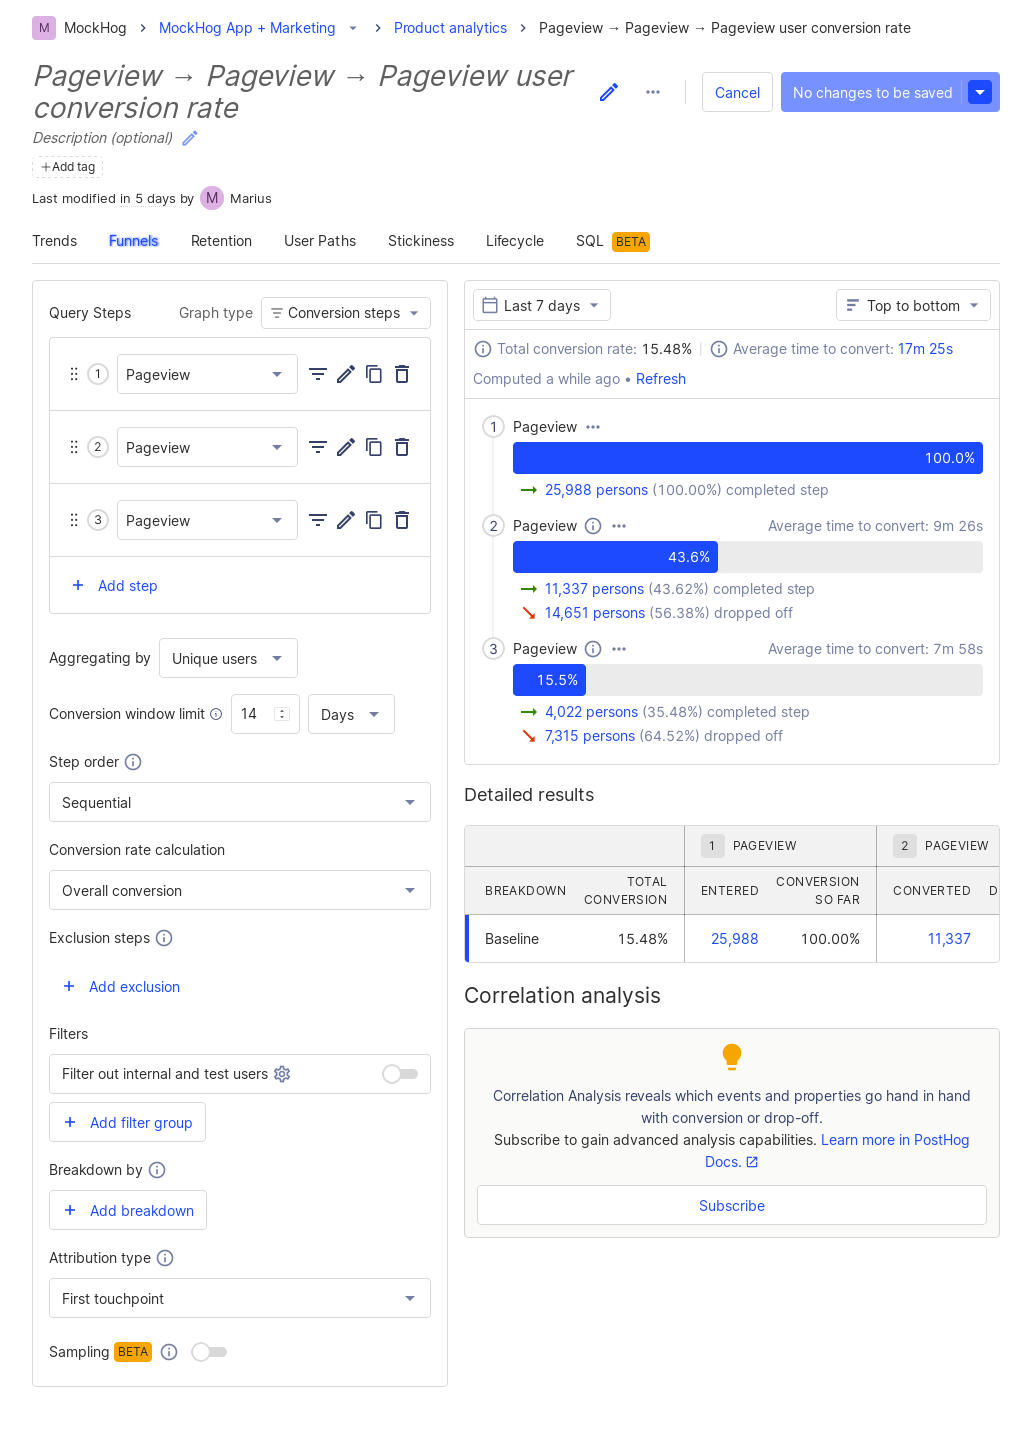 M MockHog MockHog App + Marketing Product analytics Pageview → Pageview → Pageview user conversion rate
Pageview → Pageview → Pageview user
conversion rate
Cancel
No changes to be saved
Description (optional)
Add tag
Last modified in 5 days by M Marius
Trends Funnels Retention User Paths Stickiness Lifecycle SQL BETA
Query Steps
Graph type
Conversion steps
1 Pageview
2 Pageview
3 Pageview
Add step
Aggregating by Unique users
Conversion window limit 14 Days
Step order
Sequential
Conversion rate calculation
Overall conversion
Exclusion steps
Add exclusion
Filters
Filter out internal and test users
Add filter group
Breakdown by
Add breakdown
Attribution type
First touchpoint
Sampling BETA
Last 7 days
Top to bottom
Total conversion rate: 15.48% Average time to convert: 17m 25s
Computed a while ago • Refresh
1 Pageview
100.0%
25,988 persons (100.00%) completed step
2 Pageview Average time to convert: 9m 26s
43.6%
11,337 persons (43.62%) completed step
14,651 persons (56.38%) dropped off
3 Pageview Average time to convert: 7m 58s
15.5%
4,022 persons (35.48%) completed step
7,315 persons (64.52%) dropped off
Detailed results
1 PAGEVIEW 2 PAGEVIEW
BREAKDOWN TOTAL CONVERSION ENTERED CONVERSION SO FAR CONVERTED D
Baseline 15.48% 25,988 100.00% 11,337
Correlation analysis
Correlation Analysis reveals which events and properties go hand in hand
with conversion or drop-off.
Subscribe to gain advanced analysis capabilities. Learn more in PostHog
Docs.
Subscribe